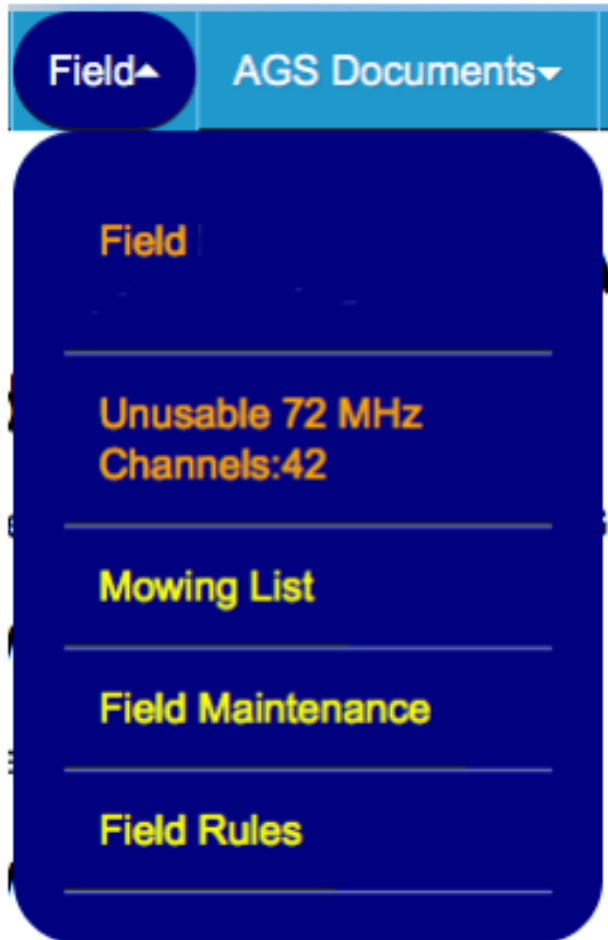 Field
AGS Documents
Field
Unusable 72 MHz
Channels:42
Mowing List
Field Maintenance
Field Rules